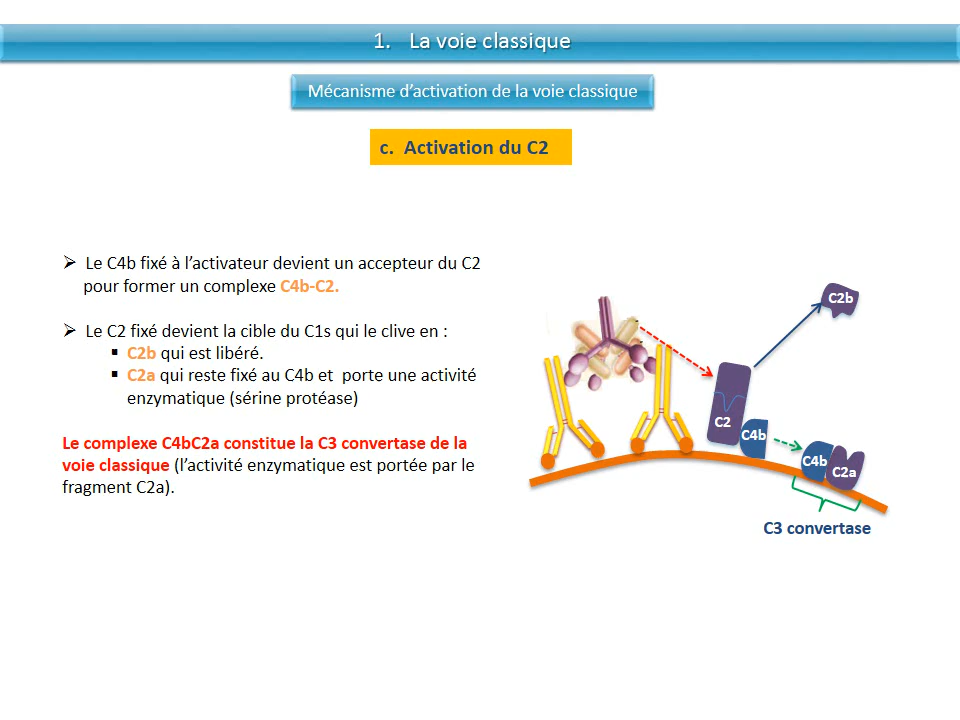 1. La voie classique
Mécanisme d'activation de la voie classique
c. Activation du C2
➢ Le C4b fixé à l'activateur devient un accepteur du C2
pour former un complexe C4b-C2.
➢ Le C2 fixé devient la cible du C1s qui le clive en :
▪ C2b qui est libéré.
▪ C2a qui reste fixé au C4b et porte une activité
enzymatique (sérine protéase)
Le complexe C4bC2a constitue la C3 convertase de la
voie classique (l'activité enzymatique est portée par le
fragment C2a).
C2b
C2
C4b
C4b
C2a
C3 convertase